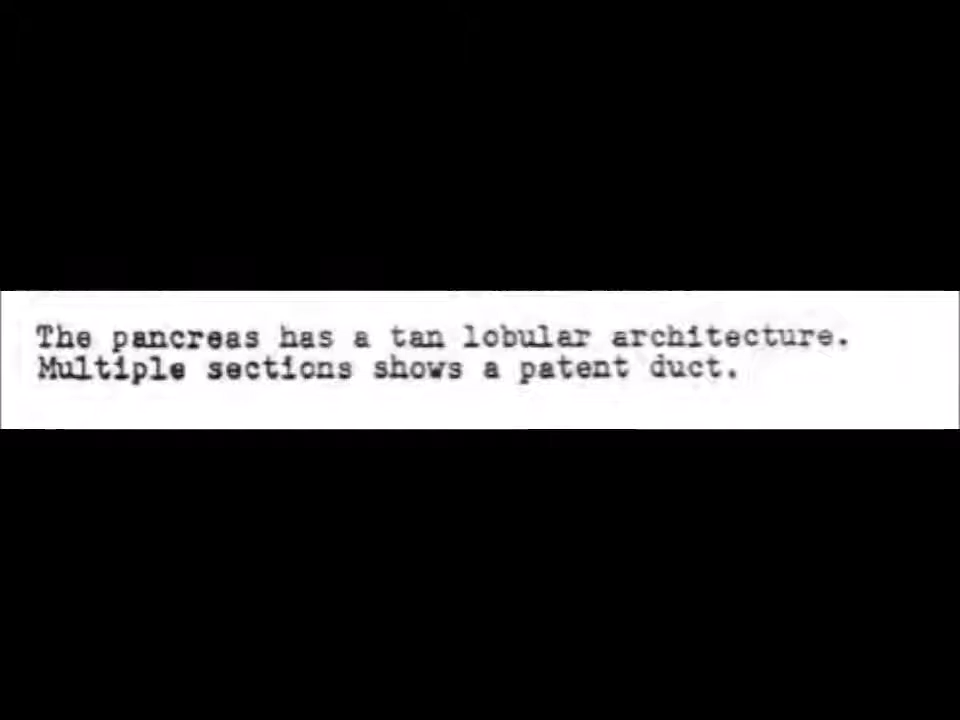 The pancreas has a tan lobular architecture.
Multiple sections shows a patent duct.